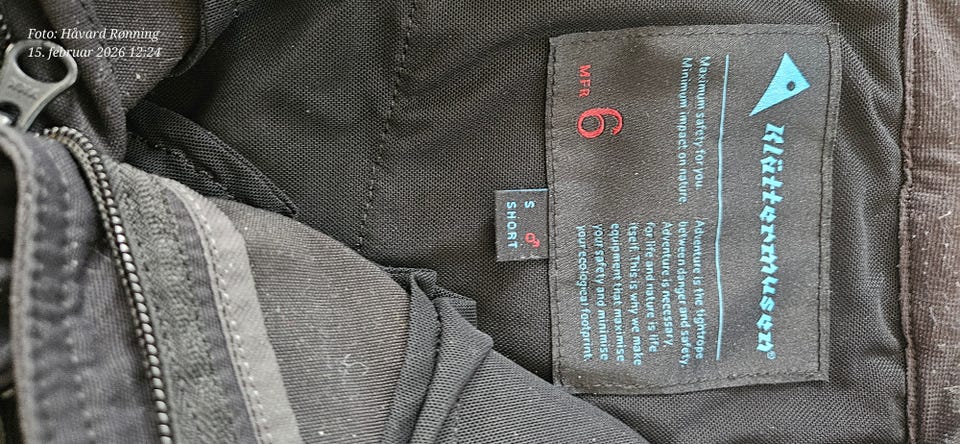 Foto: Håvard Rønning
15. februar 2026 12:24
Klättermusen®
Maximum safety for you.
Minimum impact on nature.
MFR 6
Adventure is the tightrope
between danger and safety.
Adventure is necessary
for life and nature is life
itself. This is why we make
equipment that maximise
your safety and minimise
your ecological footprint.
S
SHORT